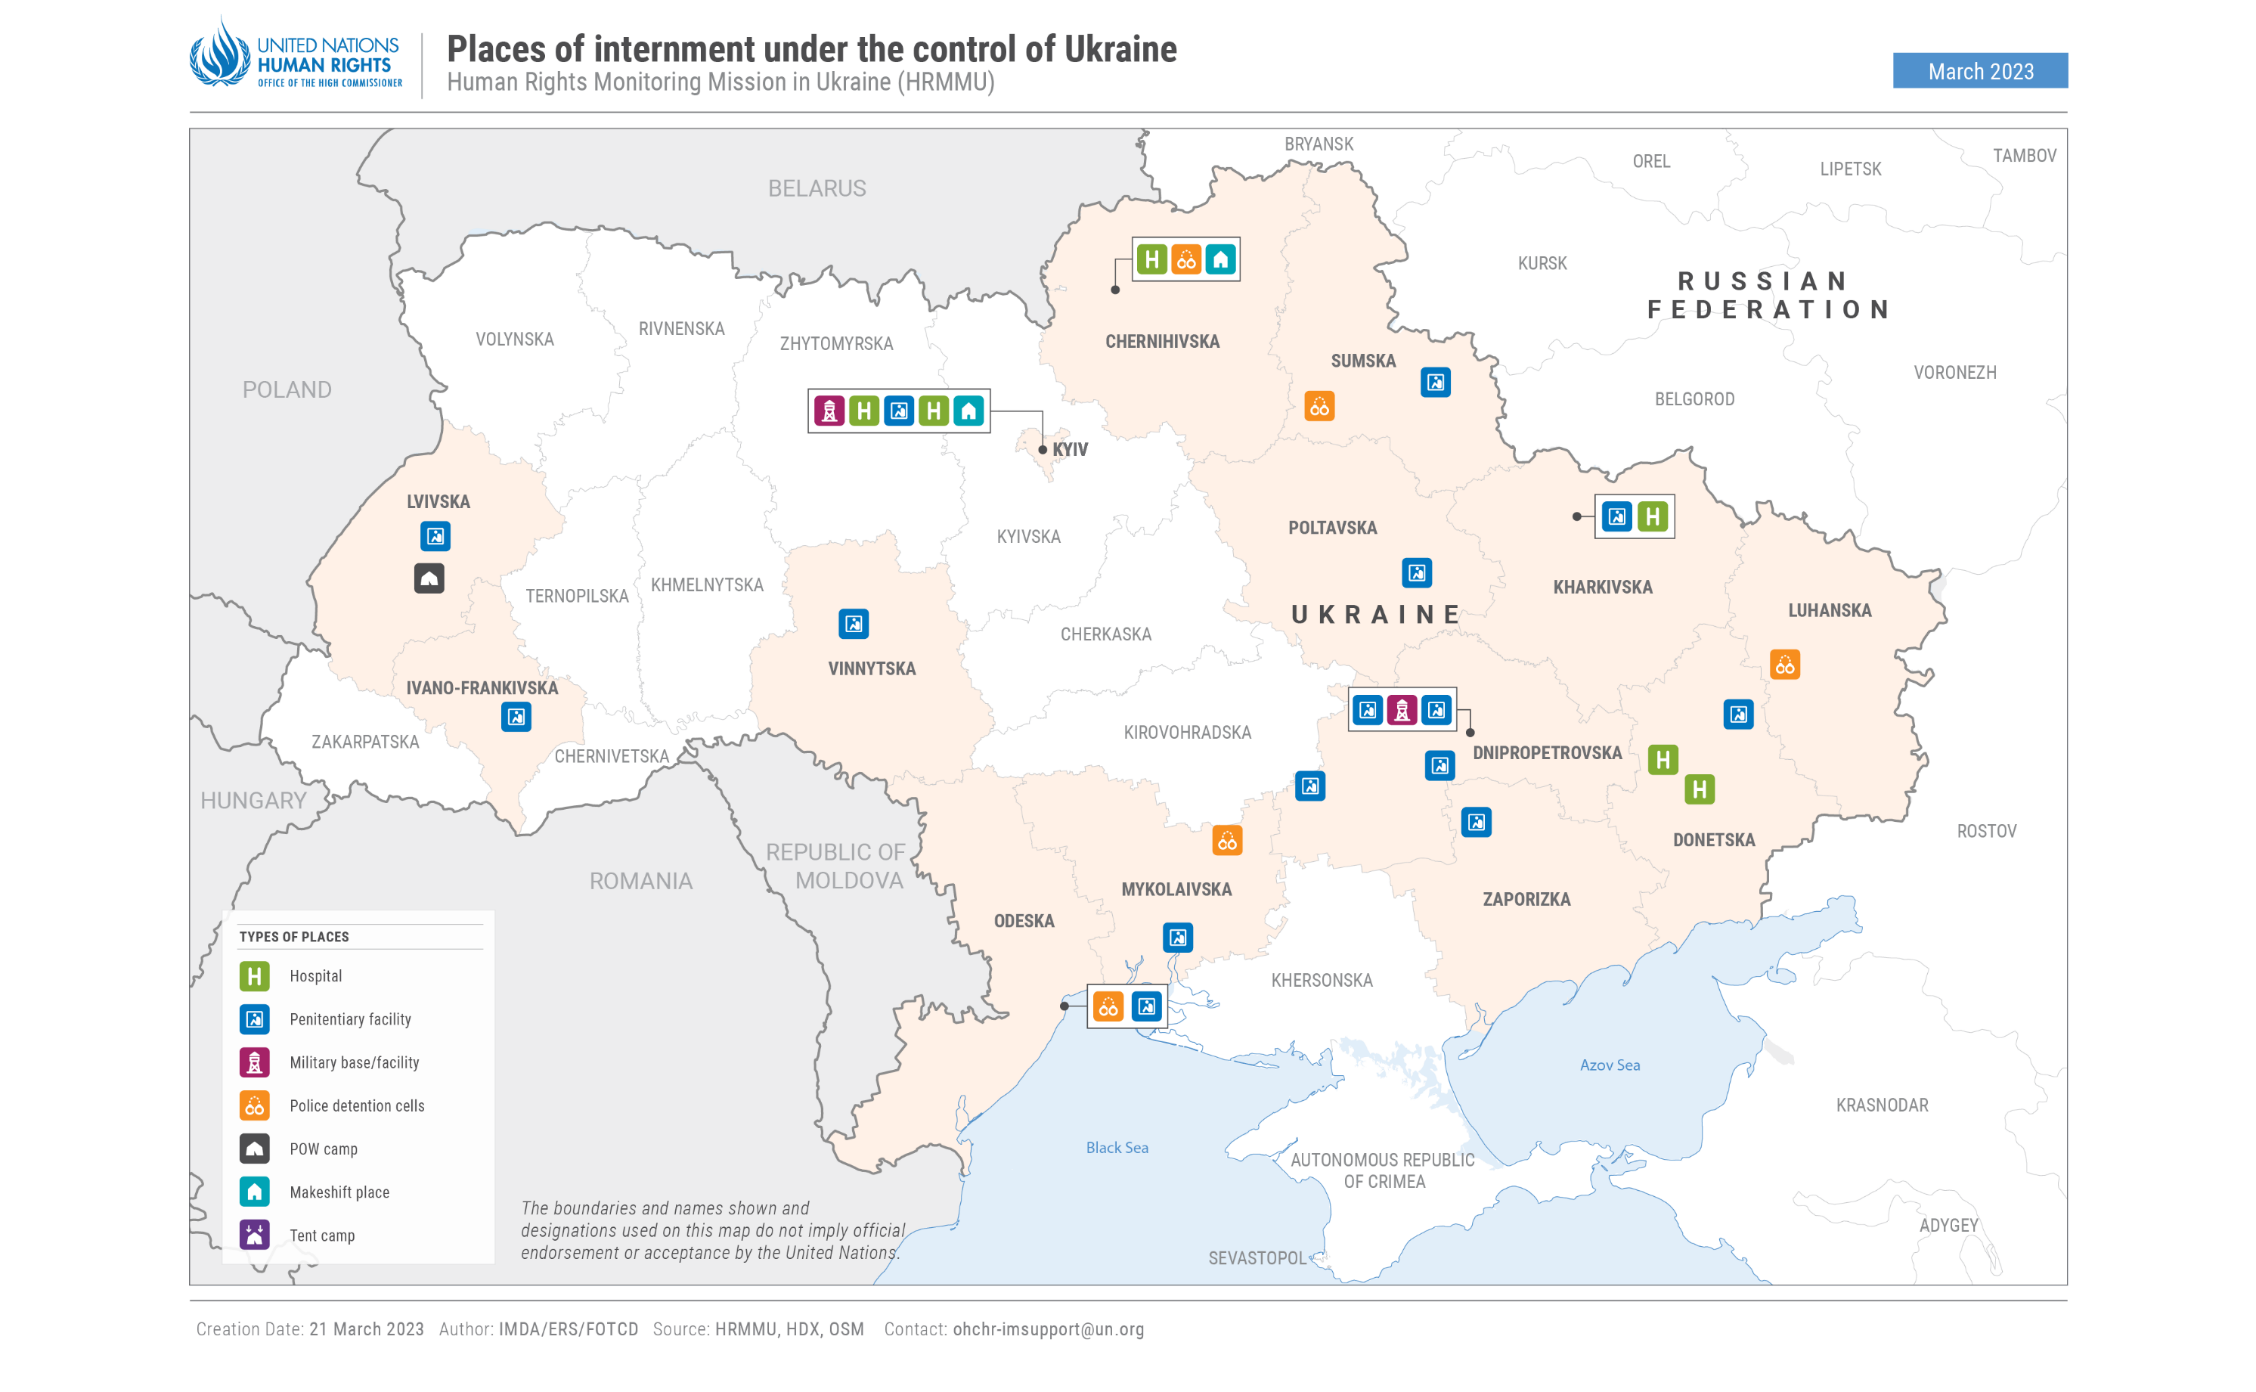 UNITED NATIONS
HUMAN RIGHTS
OFFICE OF THE HIGH COMMISSIONER
Places of internment under the control of Ukraine
Human Rights Monitoring Mission in Ukraine (HRMMU)
March 2023
BRYANSK
OREL
LIPETSK
TAMBOV
BELARUS
KURSK
RUSSIAN
FEDERATION
VOLYNSKA
RIVNENSKA
ZHYTOMYRSKA
CHERNIHIVSKA
SUMSKA
VORONEZH
POLAND
BELGOROD
KYIV
LVIVSKA
KYIVSKA
POLTAVSKA
KHARKIVSKA
TERNOPILSKA
KHMELNYTSKA
LUHANSKA
UKRAINE
CHERKASKA
VINNYTSKA
IVANO-FRANKIVSKA
KIROVOHRADSKA
ZAKARPATSKA
CHERNIVETSKA
DNIPROPETROVSKA
HUNGARY
DONETSKA
ROSTOV
REPUBLIC OF
MOLDOVA
ROMANIA
MYKOLAIVSKA
ZAPORIZKA
ODESKA
KHERSONSKA
Azov Sea
KRASNODAR
Black Sea
AUTONOMOUS REPUBLIC
OF CRIMEA
ADYGEY
SEVASTOPOL
TYPES OF PLACES
H Hospital
Penitentiary facility
Military base/facility
Police detention cells
POW camp
Makeshift place
Tent camp
The boundaries and names shown and
designations used on this map do not imply official
endorsement or acceptance by the United Nations.
Creation Date: 21 March 2023 Author: IMDA/ERS/FOTCD Source: HRMMU, HDX, OSM Contact: ohchr-imsupport@un.org